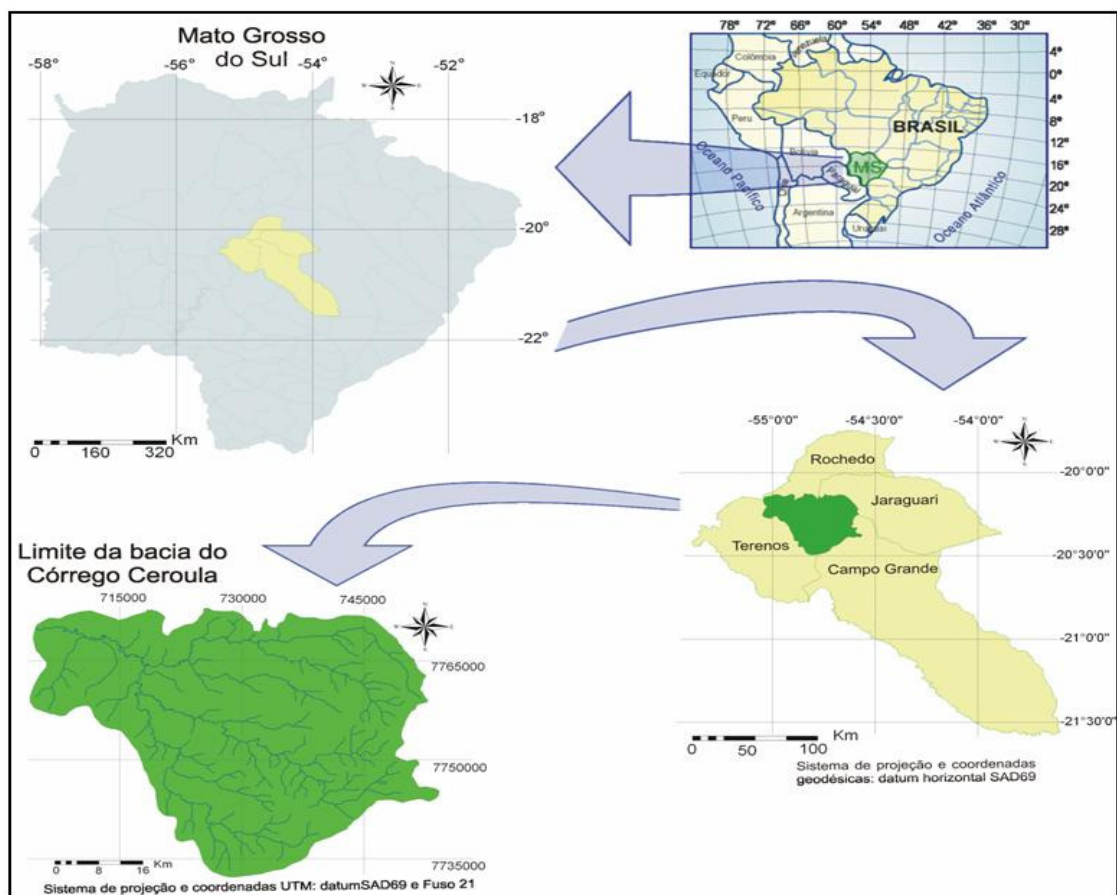 Mato Grosso
do Sul
-58° -56° -54° -52°
-18°
-20°
-22°
Km
0 160 320
78° 72° 66° 60° 54° 48° 42° 36° 30°
4°
0°
4°
8°
12°
16°
20°
24°
28°
Venezuela
Colômbia
Equador
Peru
BRASIL
Bolívia
MS
Paraguai
Chile
Argentina
Uruguai
Oceano Pacífico
Oceano Atlântico
-55°0'0" -54°30'0" -54°0'0"
-20°0'0"
-20°30'0"
-21°0'0"
-21°30'0"
Rochedo
Jaraguari
Terenos
Campo Grande
Km
0 50 100
Sistema de projeção e coordenadas
geodésicas: datum horizontal SAD69
Limite da bacia do
Córrego Ceroula
715000 730000 745000
7765000
7750000
7735000
Km
0 8 16
Sistema de projeção e coordenadas UTM: datumSAD69 e Fuso 21